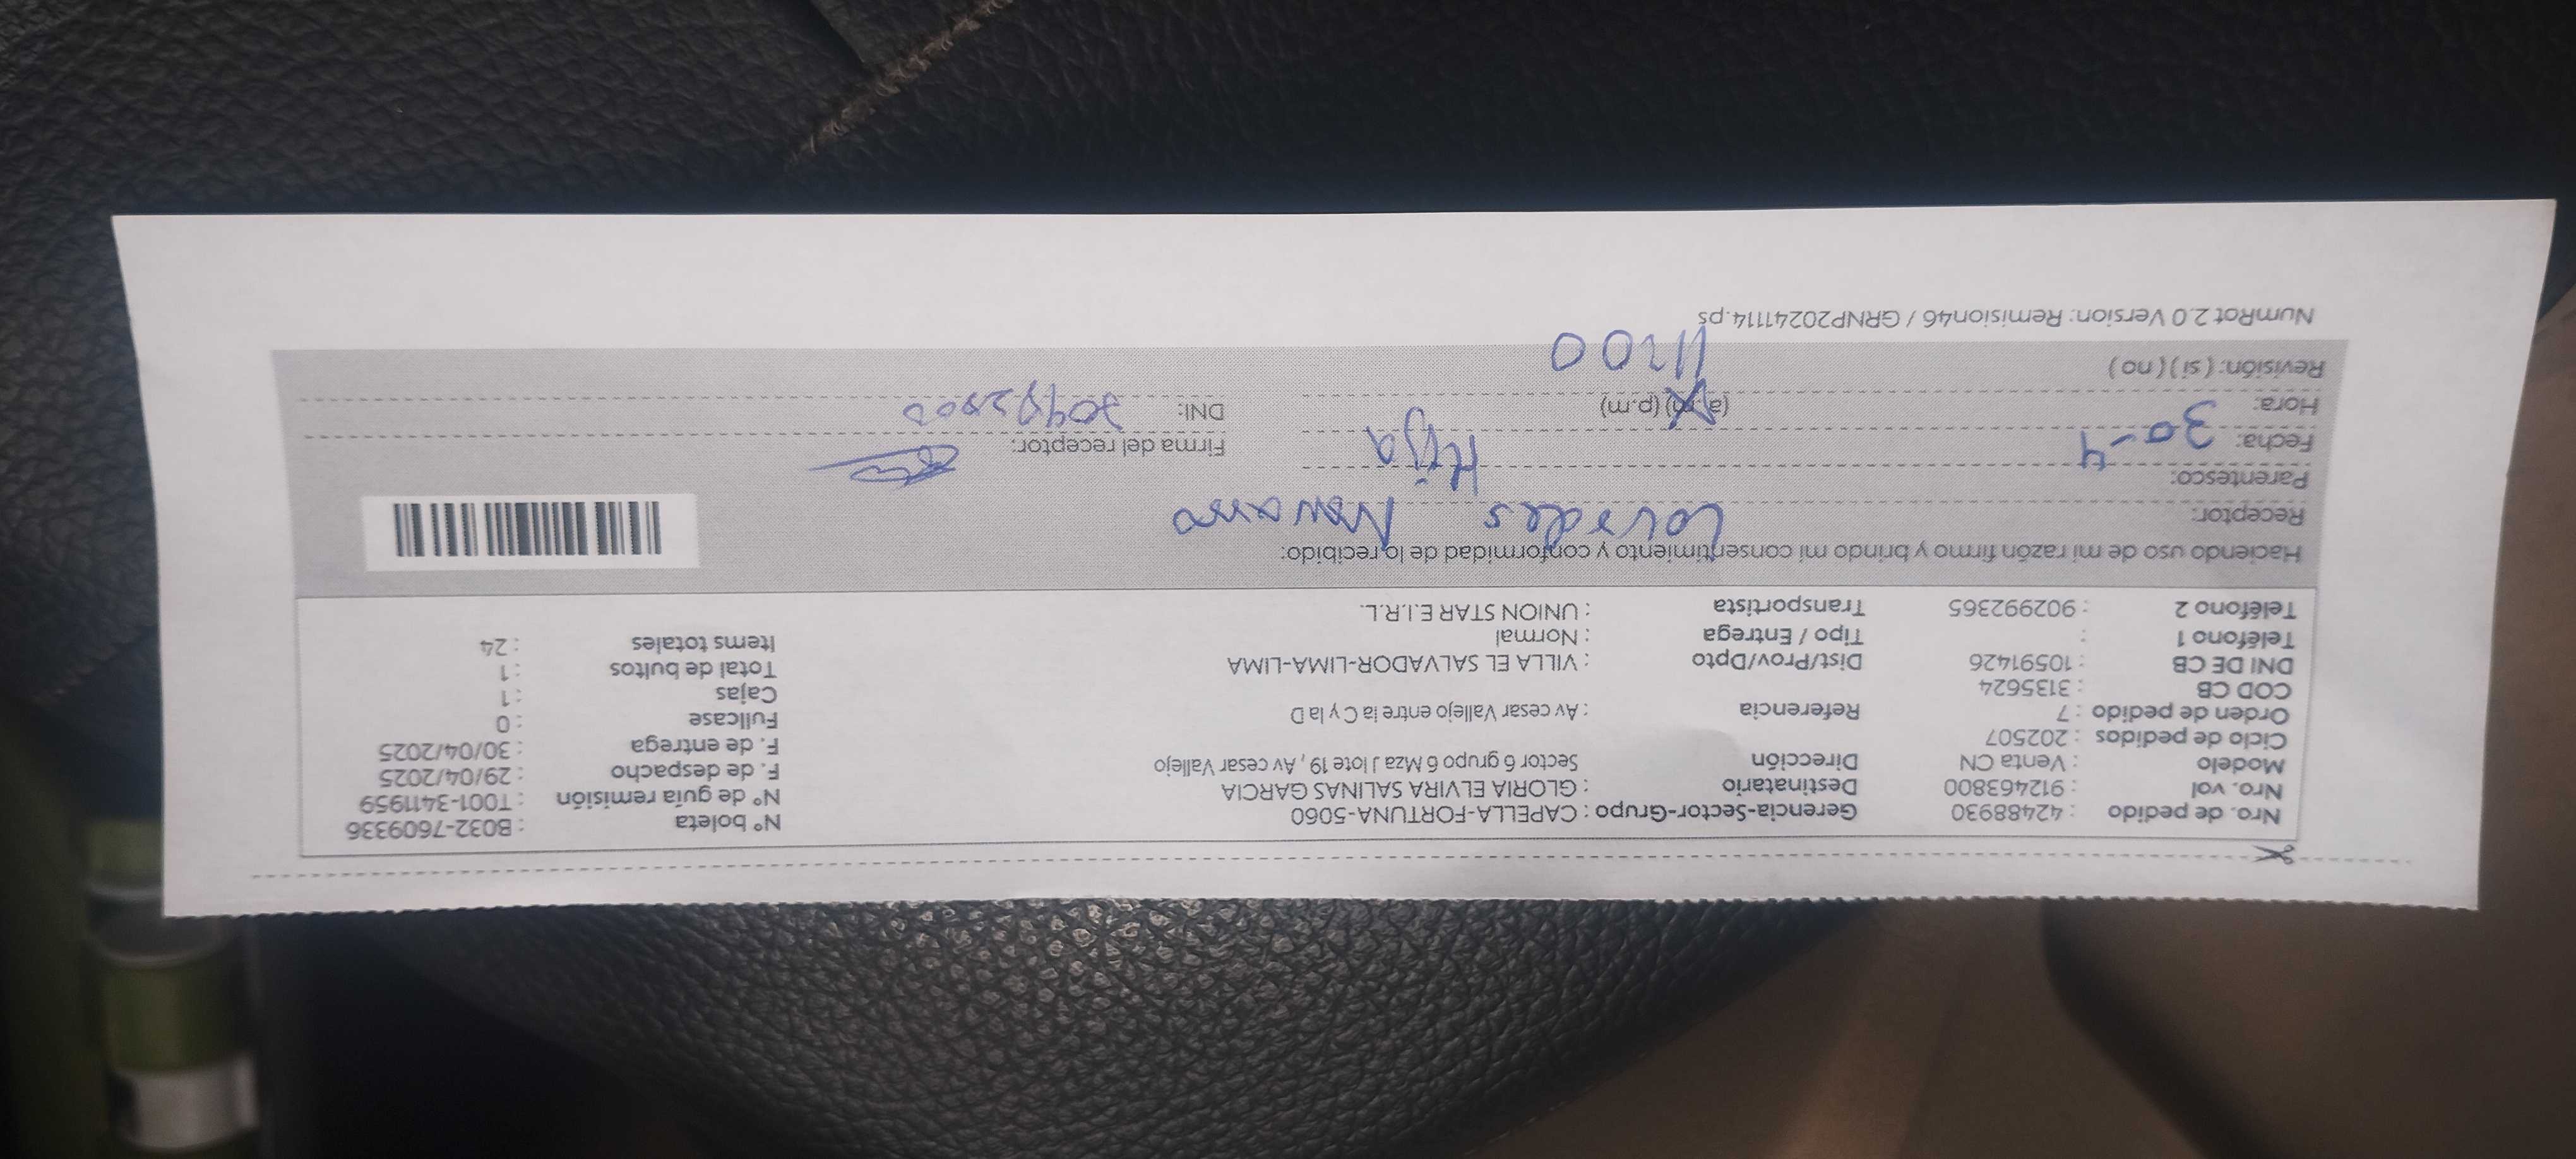 Nro. de pedido : 42488930 Gerencia-Sector-Grupo : CAPELLA-FORTUNA-5060 N° boleta : B032-7609336
Nro. vol : 912463800 Destinatario : GLORIA ELVIRA SALINAS GARCIA N° de guía remisión : T001-3411959
Modelo : Venta CN Dirección Sector 6 grupo 6 Mza J lote 19 , Av cesar Vallejo F. de despacho : 29/04/2025
Ciclo de pedidos : 202507 F. de entrega : 30/04/2025
Orden de pedido : 7 Referencia : Av cesar Vallejo entre la C y la D Fullcase : 0
COD CB : 3135624 Cajas : 1
DNI DE CB : 10591426 Dist/Prov/Dpto : VILLA EL SALVADOR-LIMA-LIMA Total de bultos : 1
Teléfono 1 : Tipo / Entrega : Normal Items totales : 24
Teléfono 2 : 902992365 Transportista : UNION STAR E.I.R.L.
Haciendo uso de mi razón firmo y brindo mi consentimiento y conformidad de lo recibido:
Receptor: Lourdes
Parentesco: Hija
Fecha: 30-4 Firma del receptor:
Hora: (a.m) (p.m) DNI:
Revisión: ( si ) ( no ) 11:00
NumRot 2.0 Version: Remision46 / GRNP20241114.ps